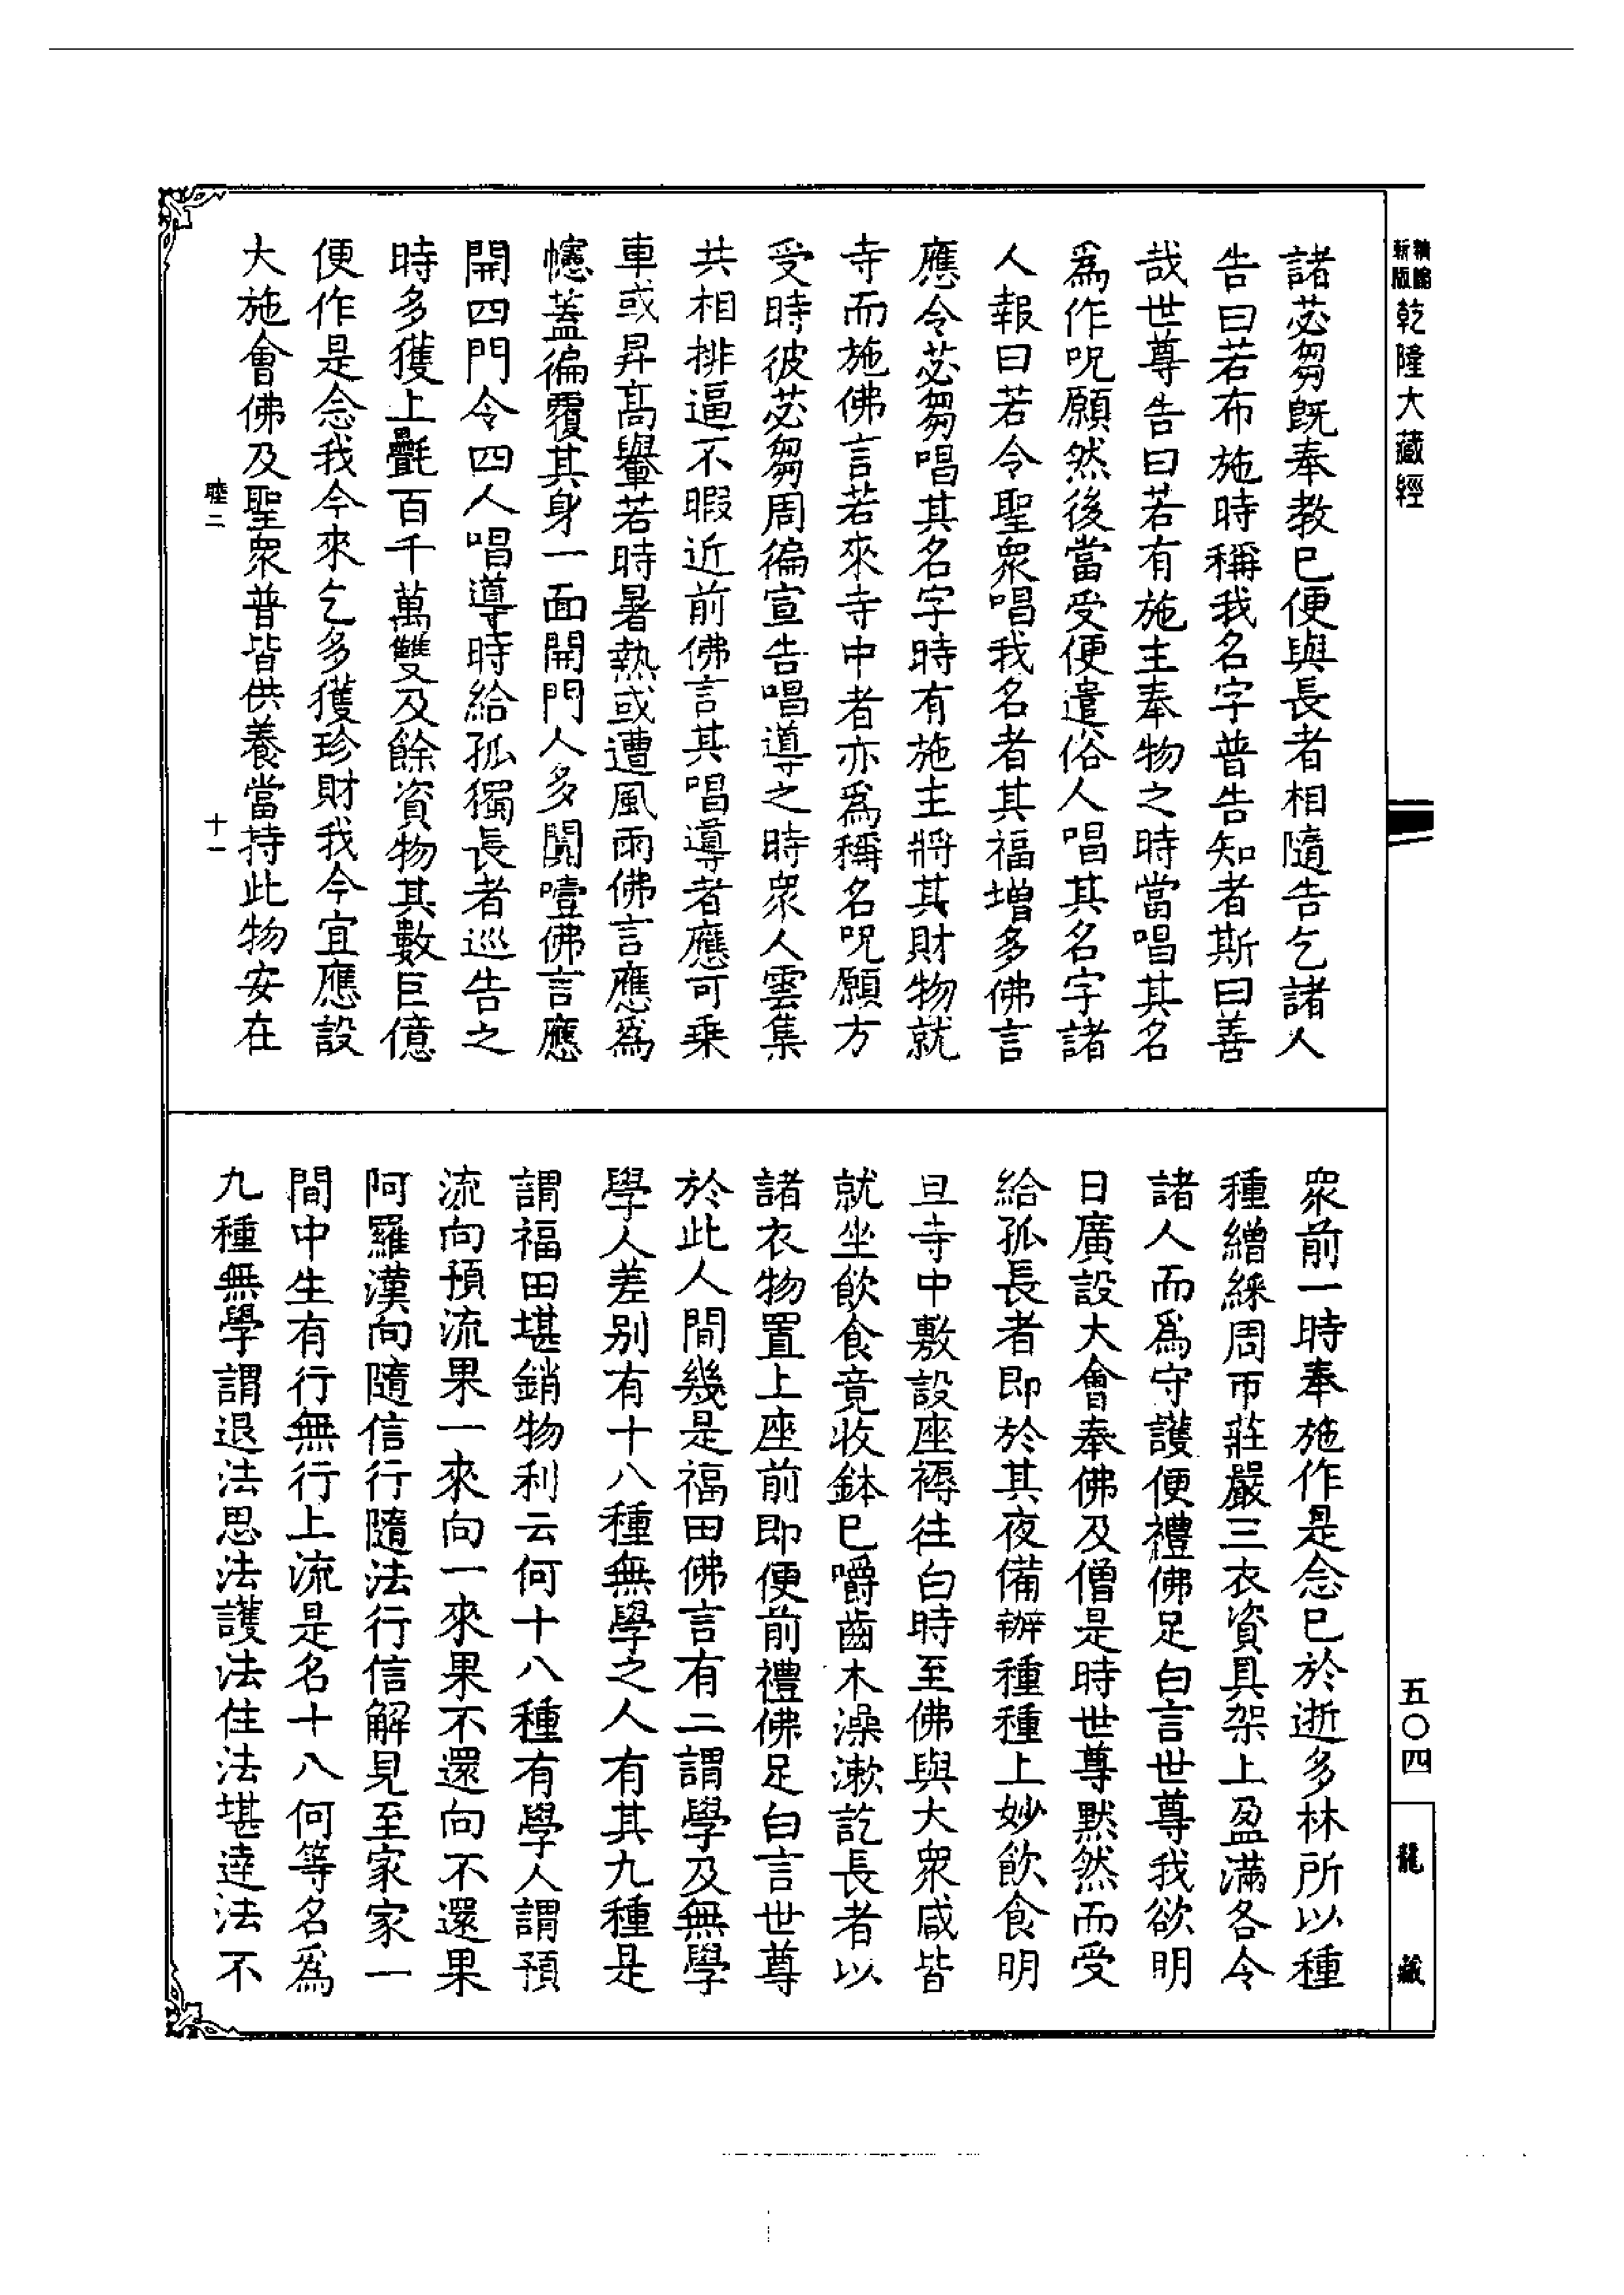 精編
新版
乾隆大藏經
諸苾芻既奉教已便與長者相隨告乞諸人
告曰若布施時稱我名字普告知者斯曰善
哉世尊告曰若有施主奉物之時當唱其名
爲作呪願然後當受便遣俗人唱其名字諸
人報曰若令聖衆唱我名者其福增多佛言
應令苾芻唱其名字時有施主將其財物就
寺而施佛言若來寺中者亦爲稱名呪願方
受時彼苾芻周徧宣告唱導之時衆人雲集
共相排逼不暇近前佛言其唱導者應可乗
車或昇高轝若時暑熱或遭風雨佛言應爲
幰蓋徧覆其身一面開門人多閙噎佛言應
開四門令四人唱導時給孤獨長者巡告之
時多獲上㲲百千萬雙及餘資物其數巨億
便作是念我今來乞多獲珍財我今宜應設
大施會佛及聖衆普皆供養當持此物安在
十一
衆前一時奉施作是念已於逝多林所以種
種繒綵周帀莊嚴三衣資具架上盈滿各令
諸人而爲守護便禮佛足白言世尊我欲明
日廣設大會奉佛及僧是時世尊默然而受
給孤長者即於其夜備辦種種上妙飲食明
旦寺中敷設座褥往白時至佛與大衆咸皆
就坐飲食竟收鉢已嚼齒木澡漱訖長者以
諸衣物置上座前即便前禮佛足白言世尊
於此人間幾是福田佛言有二謂學及無學
學人差别有十八種無學之人有其九種是
謂福田堪銷物利云何十八種有學人謂預
流向預流果一來向一來果不還向不還果
阿羅漢向隨信行隨法行信解見至家家一
間中生有行無行上流是名十八何等名爲
九種無學謂退法思法護法住法堪達法不
五〇四
龍藏